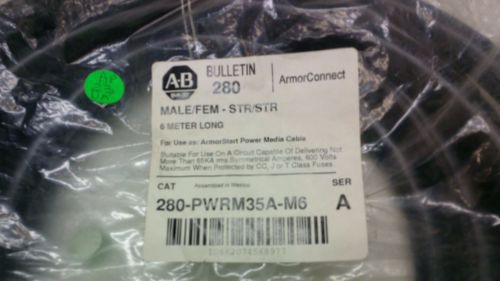 A-B
BULLETIN
280
ArmorConnect
MALE/FEM - STR/STR
6 METER LONG
For Use as: ArmorStart Power Media Cable
Suitable For Use On A Circuit Capable Of Delivering Not
More Than 65KA rms Symmetrical Amperes, 600 Volts
Maximum When Protected by CC, J or T Class Fuses
CAT
Assembled in Mexico
SER
280-PWRM35A-M6
A